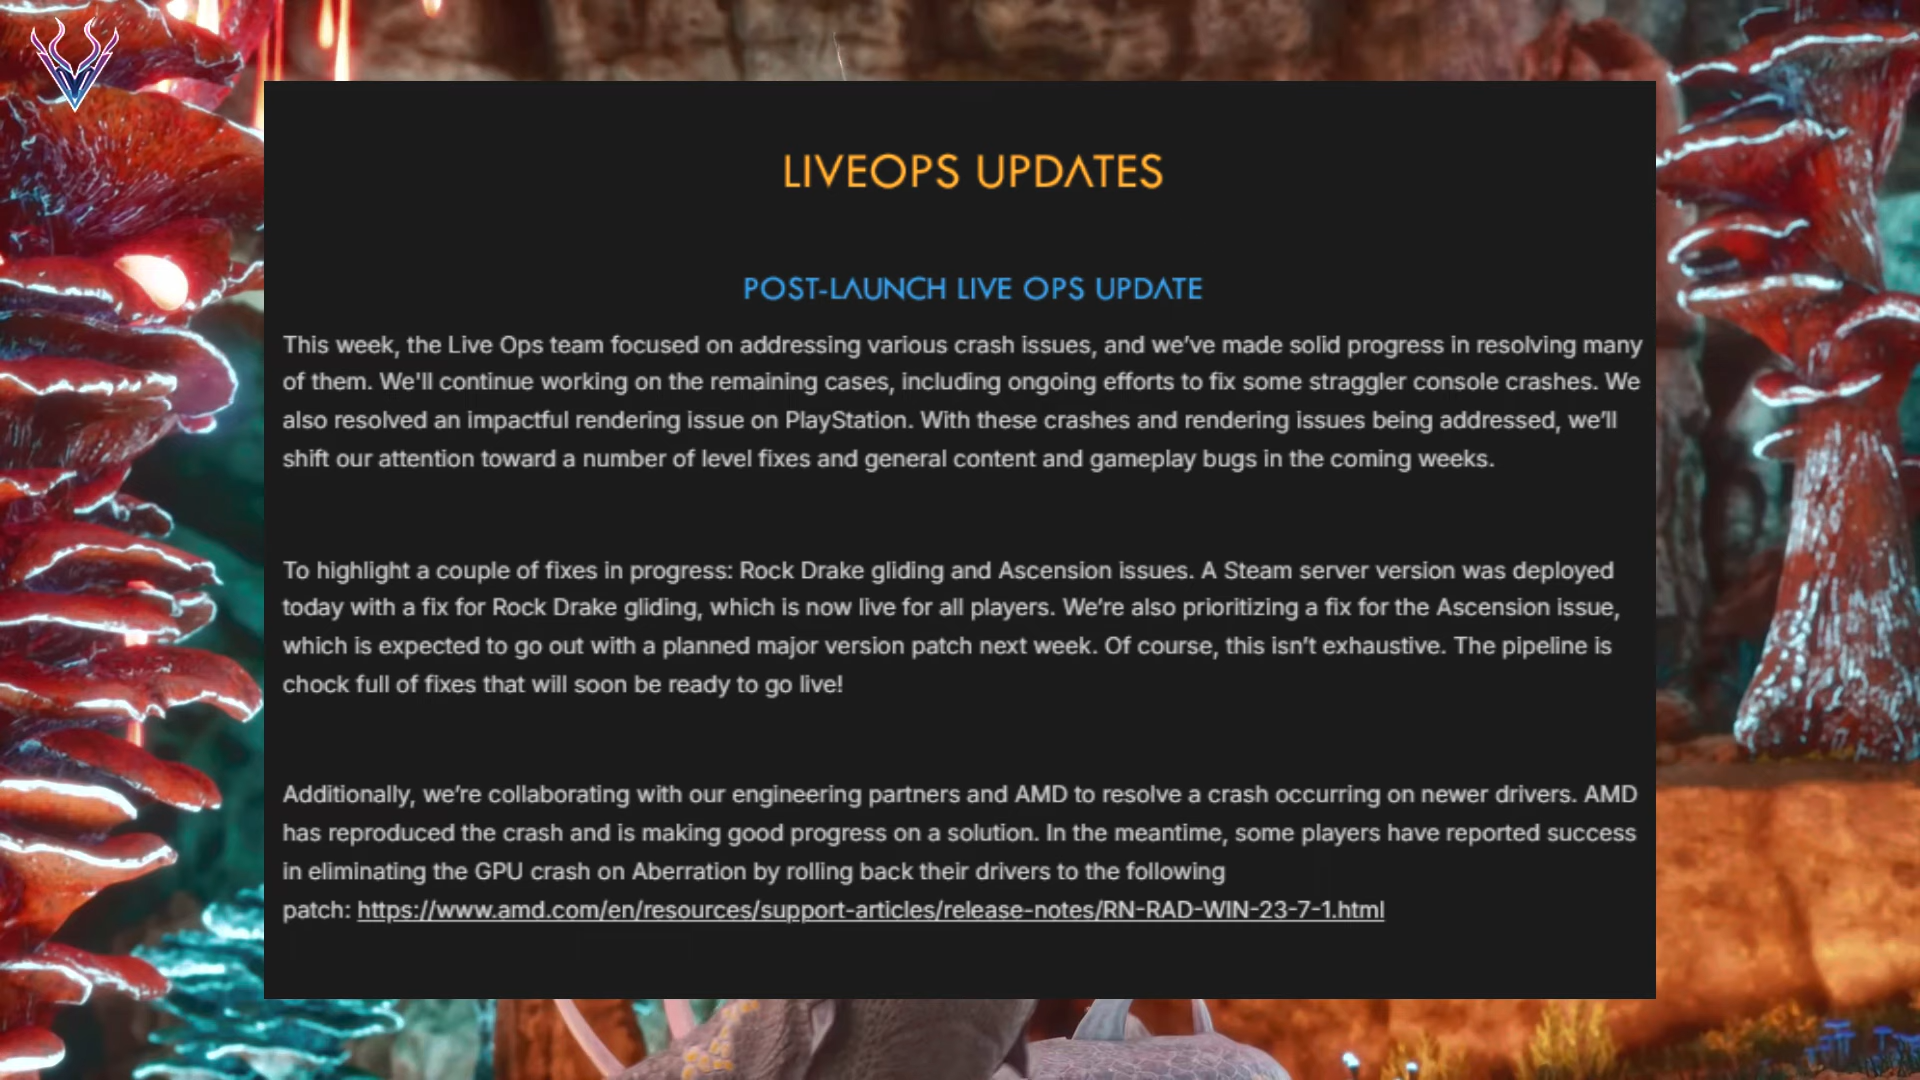 LIVEOPS UPDATES
POST-LAUNCH LIVE OPS UPDATE
This week, the Live Ops team focused on addressing various crash issues, and we’ve made solid progress in resolving many
of them. We'll continue working on the remaining cases, including ongoing efforts to fix some straggler console crashes. We
also resolved an impactful rendering issue on PlayStation. With these crashes and rendering issues being addressed, we’ll
shift our attention toward a number of level fixes and general content and gameplay bugs in the coming weeks.
To highlight a couple of fixes in progress: Rock Drake gliding and Ascension issues. A Steam server version was deployed
today with a fix for Rock Drake gliding, which is now live for all players. We’re also prioritizing a fix for the Ascension issue,
which is expected to go out with a planned major version patch next week. Of course, this isn’t exhaustive. The pipeline is
chock full of fixes that will soon be ready to go live!
Additionally, we’re collaborating with our engineering partners and AMD to resolve a crash occurring on newer drivers. AMD
has reproduced the crash and is making good progress on a solution. In the meantime, some players have reported success
in eliminating the GPU crash on Aberration by rolling back their drivers to the following
patch: https://www.amd.com/en/resources/support-articles/release-notes/RN-RAD-WIN-23-7-1.html